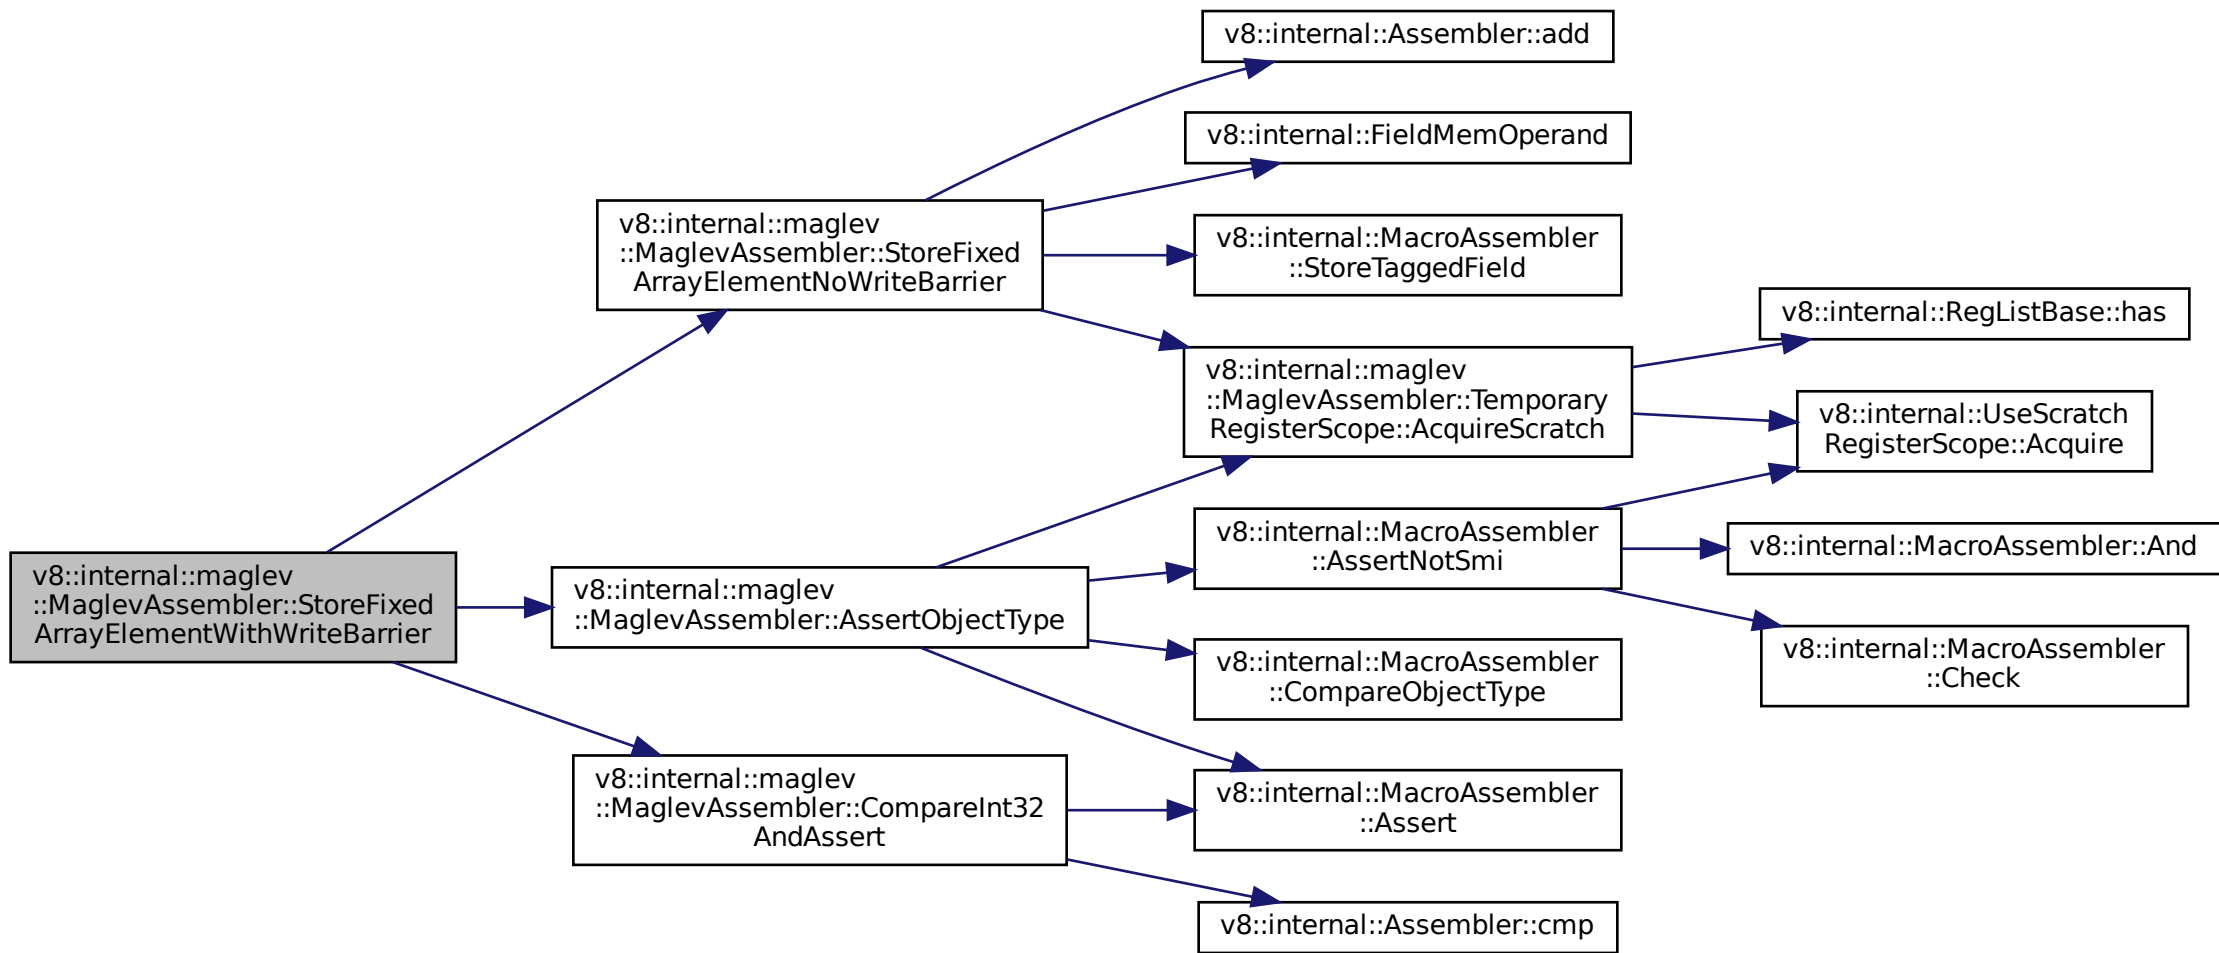 v8::internal::maglev
::MaglevAssembler::StoreFixed
ArrayElementWithWriteBarrier
v8::internal::maglev
::MaglevAssembler::StoreFixed
ArrayElementNoWriteBarrier
v8::internal::maglev
::MaglevAssembler::AssertObjectType
v8::internal::maglev
::MaglevAssembler::CompareInt32
AndAssert
v8::internal::Assembler::add
v8::internal::FieldMemOperand
v8::internal::MacroAssembler
::StoreTaggedField
v8::internal::maglev
::MaglevAssembler::Temporary
RegisterScope::AcquireScratch
v8::internal::MacroAssembler
::AssertNotSmi
v8::internal::MacroAssembler
::CompareObjectType
v8::internal::MacroAssembler
::Assert
v8::internal::Assembler::cmp
v8::internal::RegListBase::has
v8::internal::UseScratch
RegisterScope::Acquire
v8::internal::MacroAssembler::And
v8::internal::MacroAssembler
::Check